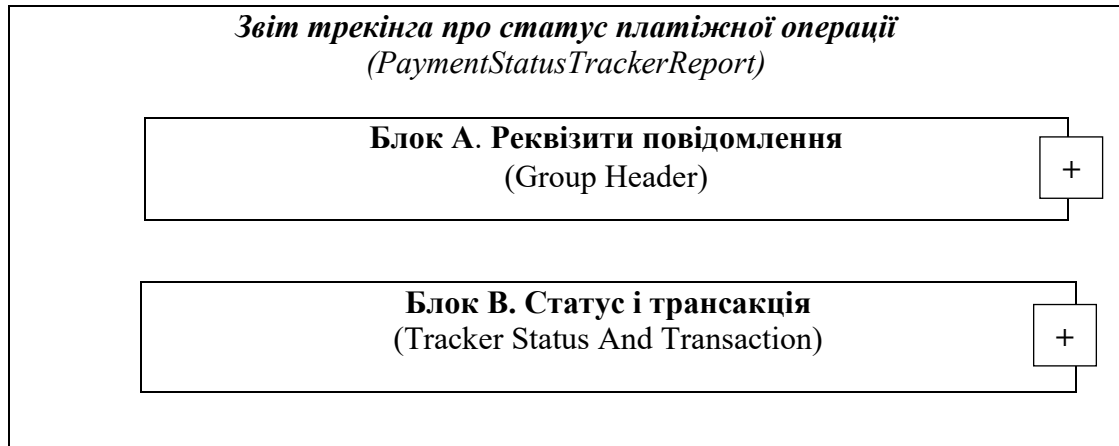 Звіт трекінга про статус платіжної операції
(PaymentStatusTrackerReport)
Блок А. Реквізити повідомлення
(Group Header)
+
Блок В. Статус і трансакція
(Tracker Status And Transaction)
+